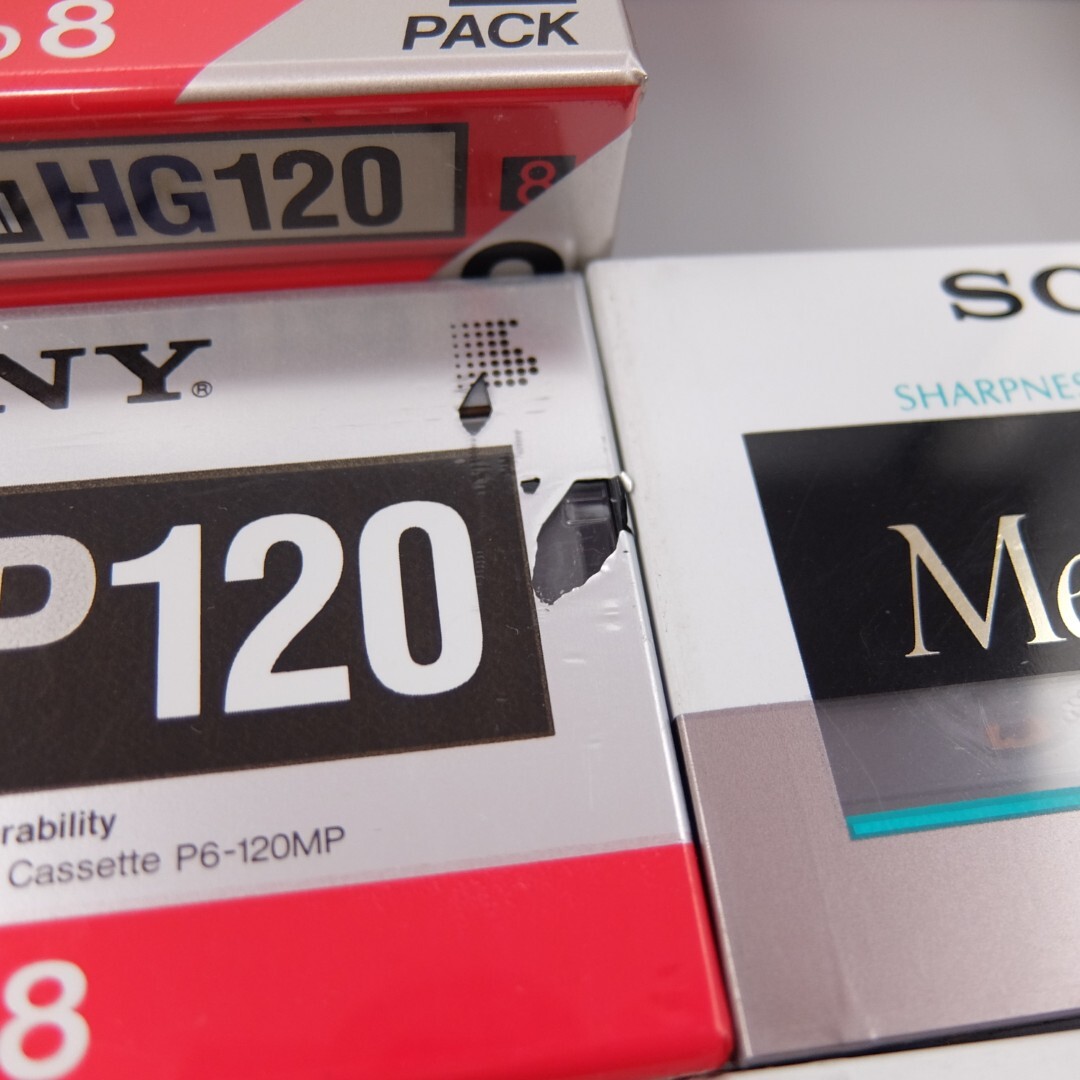 8
PACK
HG120
8
NY®
P120
rability
Cassette P6-120MP
8
SO
SHARPNES
Me